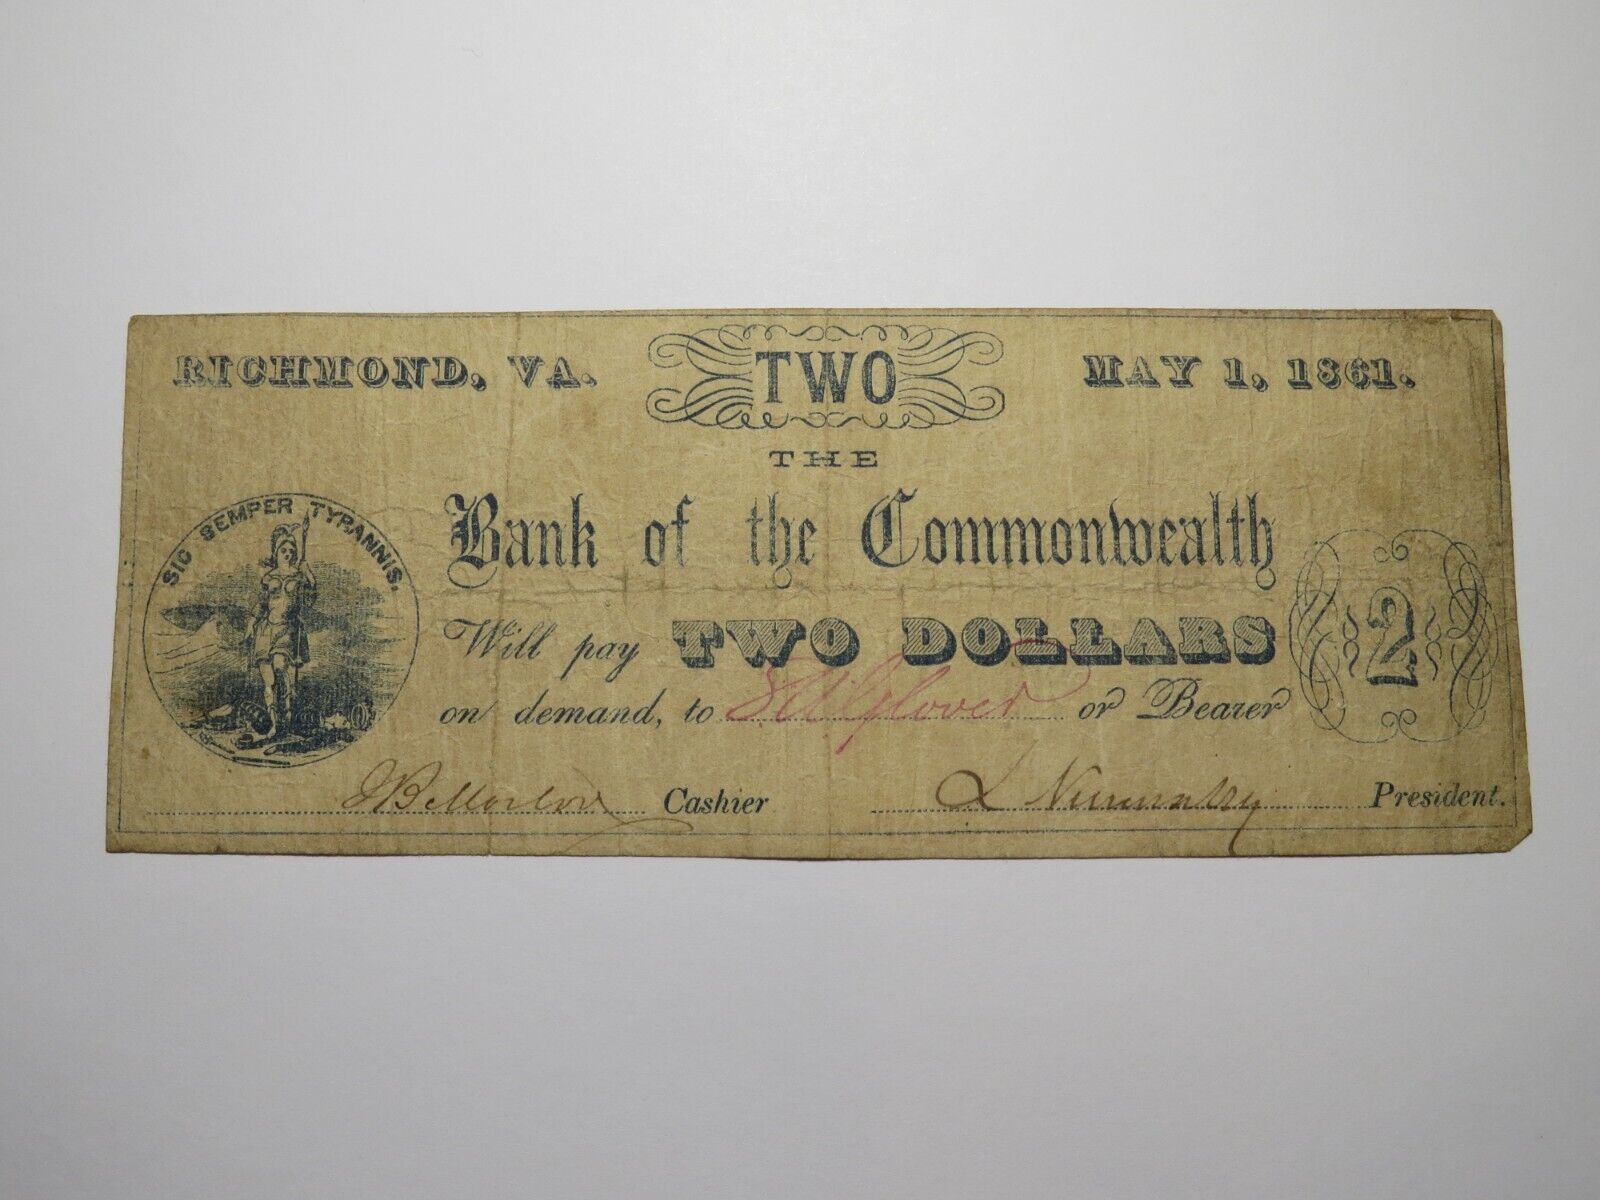 RICHMOND, VA. TWO MAY 1, 1861.
THE
SIC SEMPER TYRANNIS.
Bank of the Commonwealth
Will pay TWO DOLLARS 2
on demand, to S A Glover or Bearer
Cashier President.